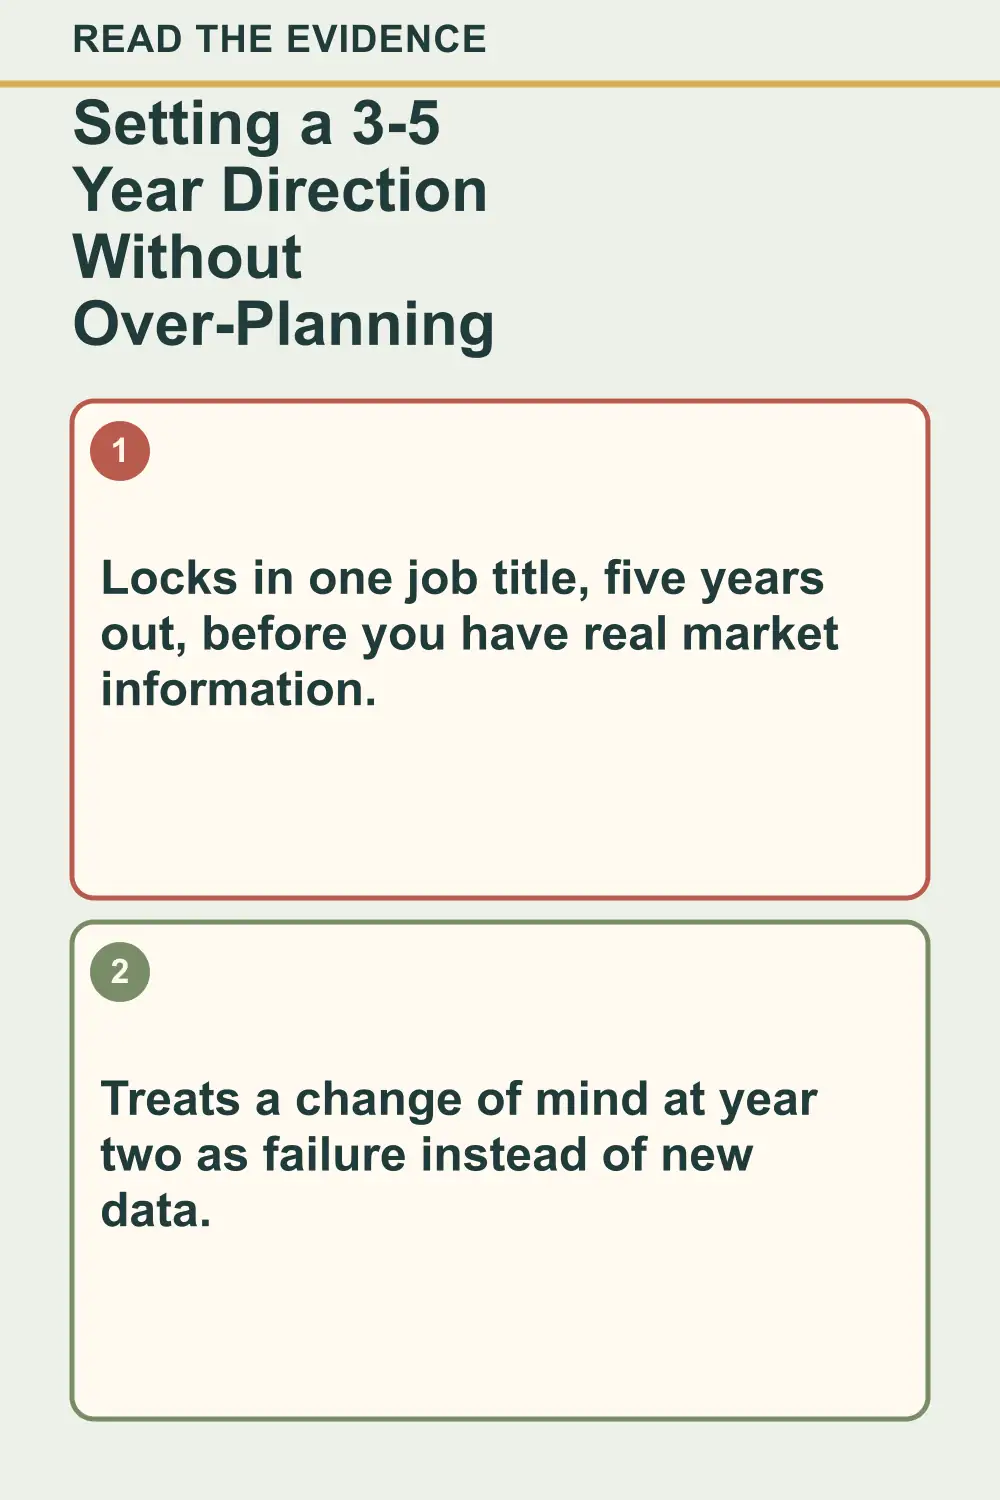 READ THE EVIDENCE
Setting a 3-5
Year Direction
Without
Over-Planning
1
Locks in one job title, five years
out, before you have real market
information.
2
Treats a change of mind at year
two as failure instead of new
data.